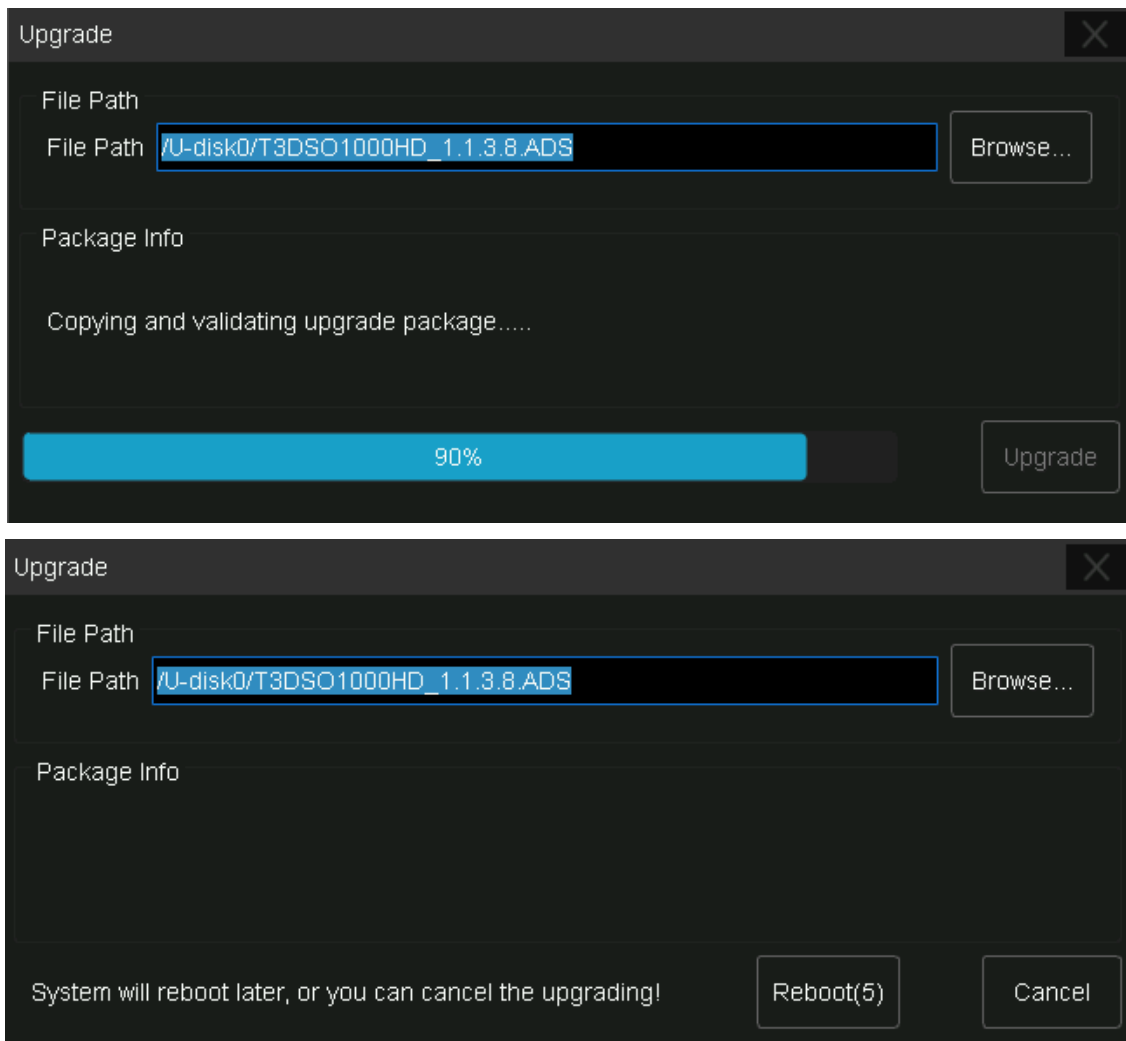 Upgrade
File Path
File Path /U-disk0/T3DSO1000HD_1.1.3.8.ADS Browse...
Package Info
Copying and validating upgrade package.....
90% Upgrade
Upgrade
File Path
File Path /U-disk0/T3DSO1000HD_1.1.3.8.ADS Browse...
Package Info
System will reboot later, or you can cancel the upgrading! Reboot(5) Cancel